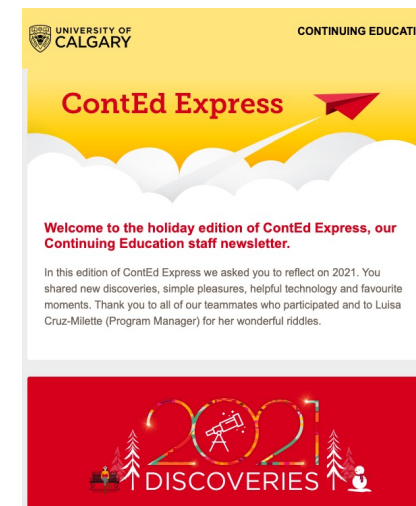 UNIVERSITY OF
CALGARY
CONTINUING EDUCATI
ContEd Express
Welcome to the holiday edition of ContEd Express, our
Continuing Education staff newsletter.
In this edition of ContEd Express we asked you to reflect on 2021. You
shared new discoveries, simple pleasures, helpful technology and favourite
moments. Thank you to all of our teammates who participated and to Luisa
Cruz-Milette (Program Manager) for her wonderful riddles.
2021
DISCOVERIES